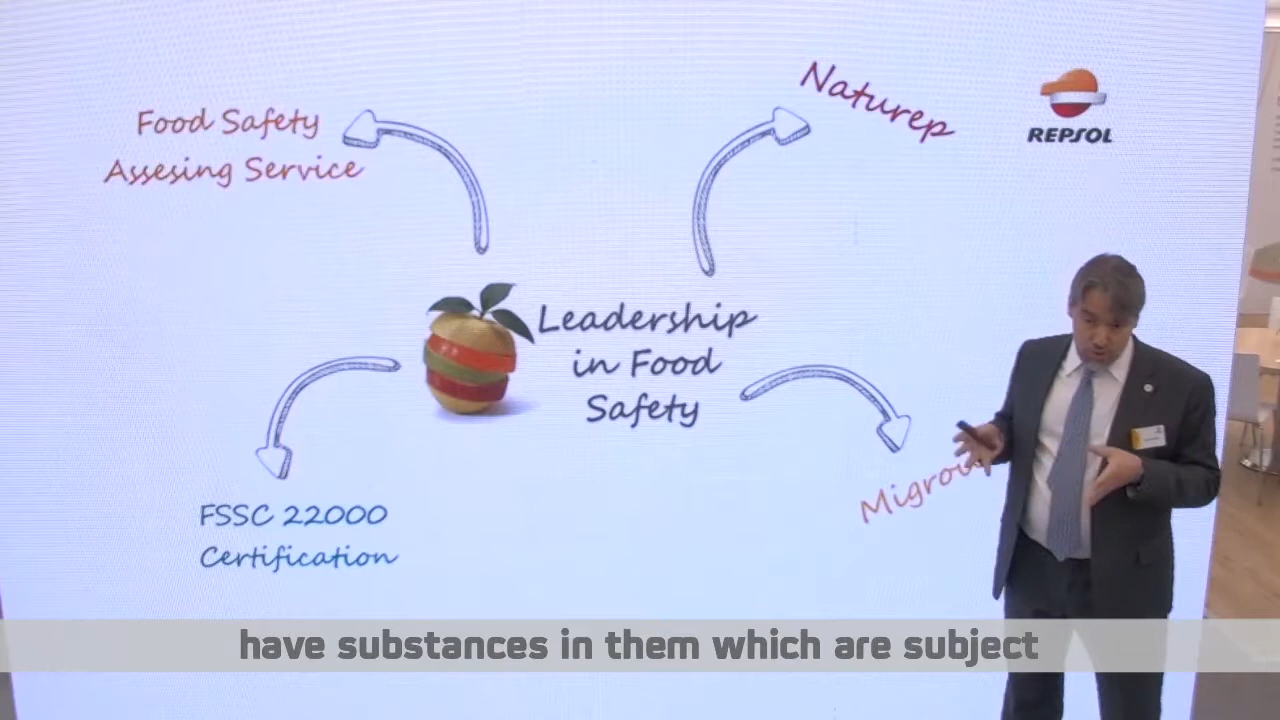 Food Safety
Assesing Service
Naturep
REPSOL
Leadership
in Food
Safety
FSSC 22000
Certification
have substances in them which are subject